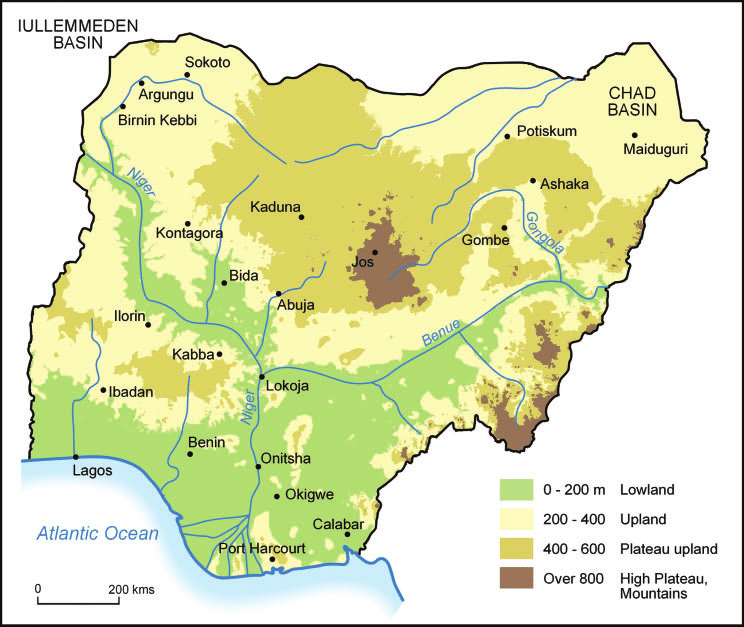 IULLEMMEDEN
BASIN
Sokoto
Argungu
Birnin Kebbi
CHAD
BASIN
Potiskum
Maiduguri
Niger
Ashaka
Kaduna
Kontagora
Gombe
Gongola
Jos
Bida
Abuja
Ilorin
Benue
Kabba
Lokoja
Ibadan
Niger
Benin
Lagos
Onitsha
Okigwe
Atlantic Ocean
Calabar
Port Harcourt
0 - 200 m Lowland
200 - 400 Upland
400 - 600 Plateau upland
Over 800 High Plateau,
Mountains
0 200 kms